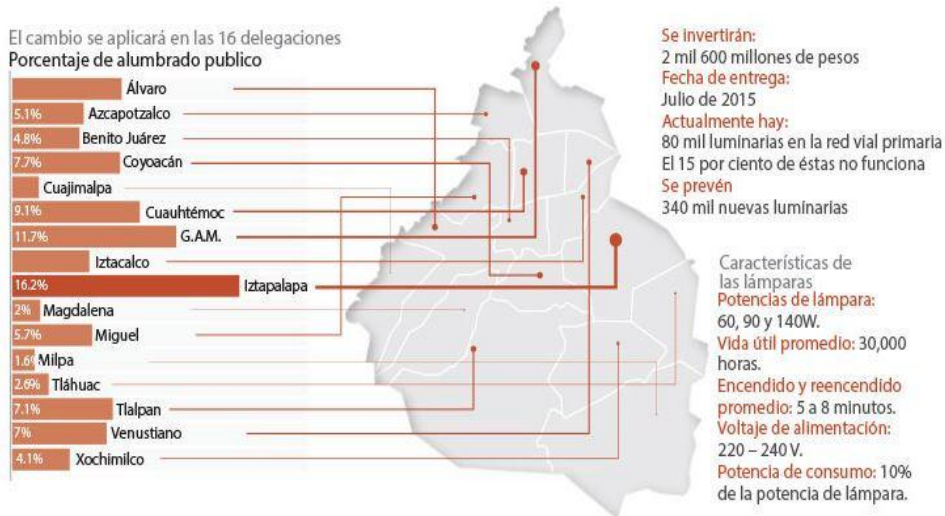 El cambio se aplicará en las 16 delegaciones
Porcentaje de alumbrado publico
Álvaro
5.1% Azcapotzalco
4.8% Benito Juárez
7.7% Coyoacán
Cuajimalpa
9.1% Cuauhtémoc
11.7% G.A.M.
Iztacalco
16.2% Iztapalapa
2% Magdalena
5.7% Miguel
1.6% Milpa
2.6% Tláhuac
7.1% Tlalpan
7% Venustiano
4.1% Xochimilco
Se invertirán:
2 mil 600 millones de pesos
Fecha de entrega:
Julio de 2015
Actualmente hay:
80 mil luminarias en la red vial primaria
El 15 por ciento de éstas no funciona
Se prevén
340 mil nuevas luminarias
Características de
las lámparas
Potencias de lámpara:
60, 90 y 140W.
Vida útil promedio: 30,000
horas.
Encendido y reencendido
promedio: 5 a 8 minutos.
Voltaje de alimentación:
220 – 240 V.
Potencia de consumo: 10%
de la potencia de lámpara.